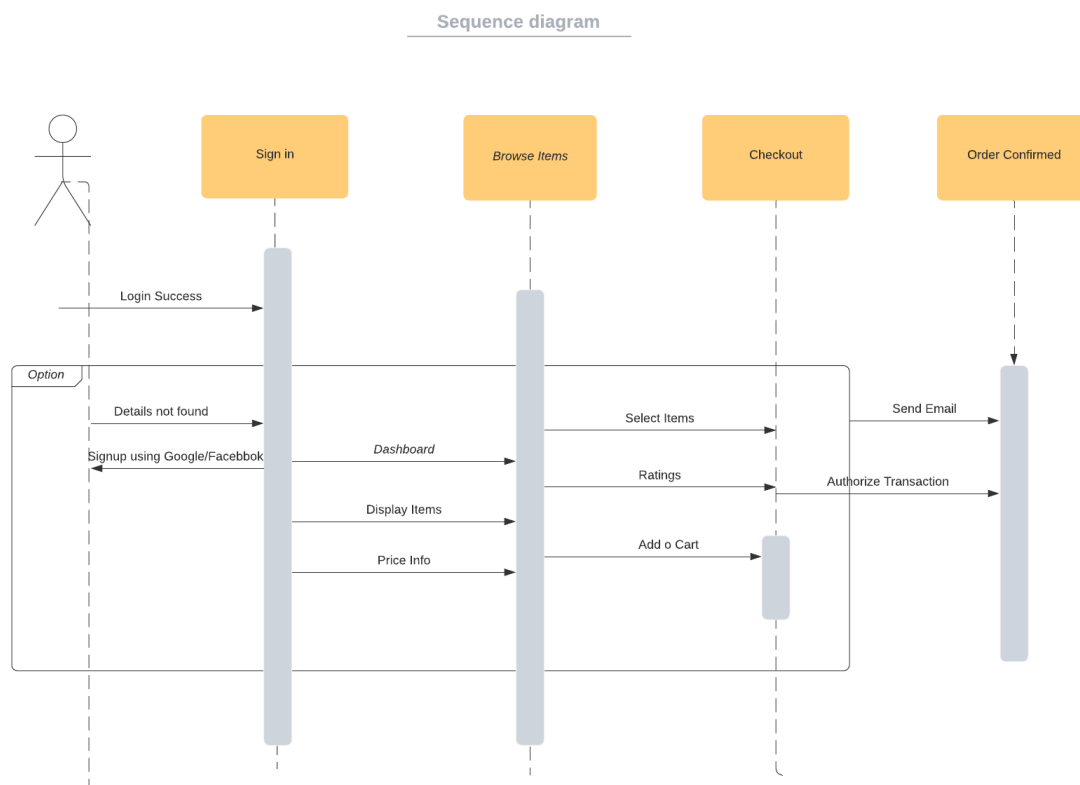 Sequence diagram
Sign in
Browse Items
Checkout
Order Confirmed
Login Success
Option
Details not found
Send Email
Select Items
Dashboard
Signup using Google/Facebbok
Ratings
Authorize Transaction
Display Items
Add o Cart
Price Info